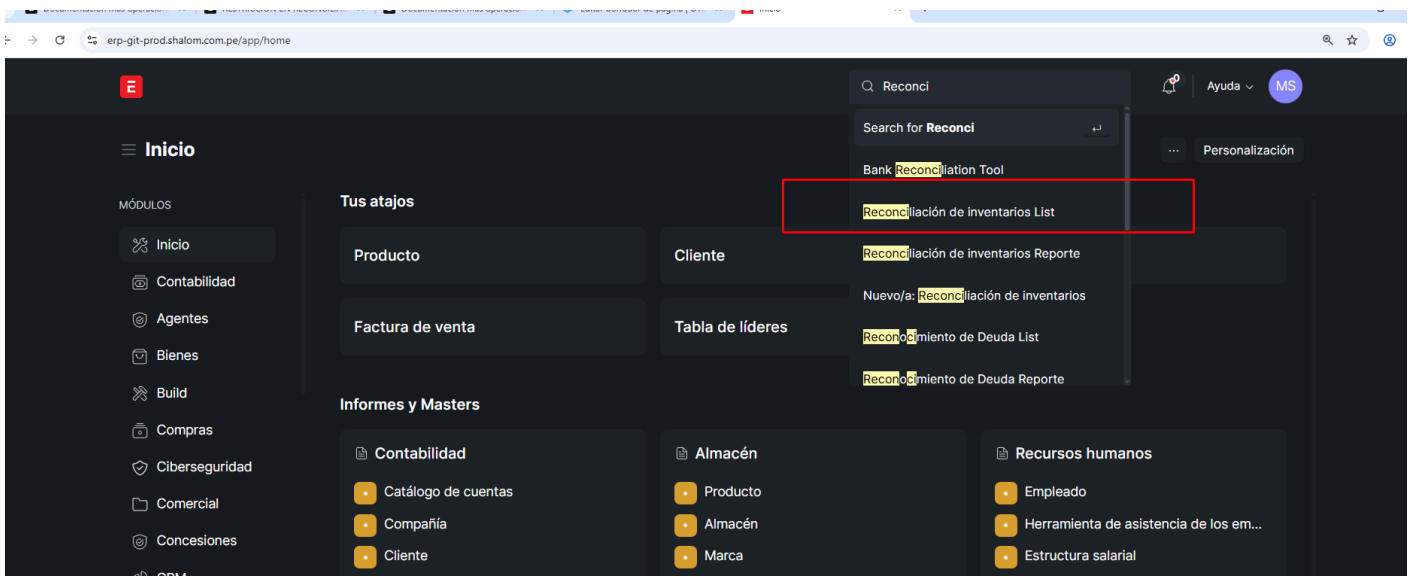 erp-git-prod.shalom.com.pe/app/home
Reconci
Ayuda
MS
Search for Reconci
Inicio
Personalización
Bank Reconciliation Tool
MÓDULOS
Tus atajos
Reconciliación de inventarios List
Inicio
Producto
Cliente
Reconciliación de inventarios Reporte
Contabilidad
Nuevo/a: Reconciliación de inventarios
Agentes
Factura de venta
Tabla de líderes
Reconocimiento de Deuda List
Bienes
Reconocimiento de Deuda Reporte
Build
Informes y Masters
Compras
Contabilidad
Almacén
Recursos humanos
Ciberseguridad
Catálogo de cuentas
Producto
Empleado
Comercial
Compañía
Almacén
Herramienta de asistencia de los em...
Concesiones
Cliente
Marca
Estructura salarial